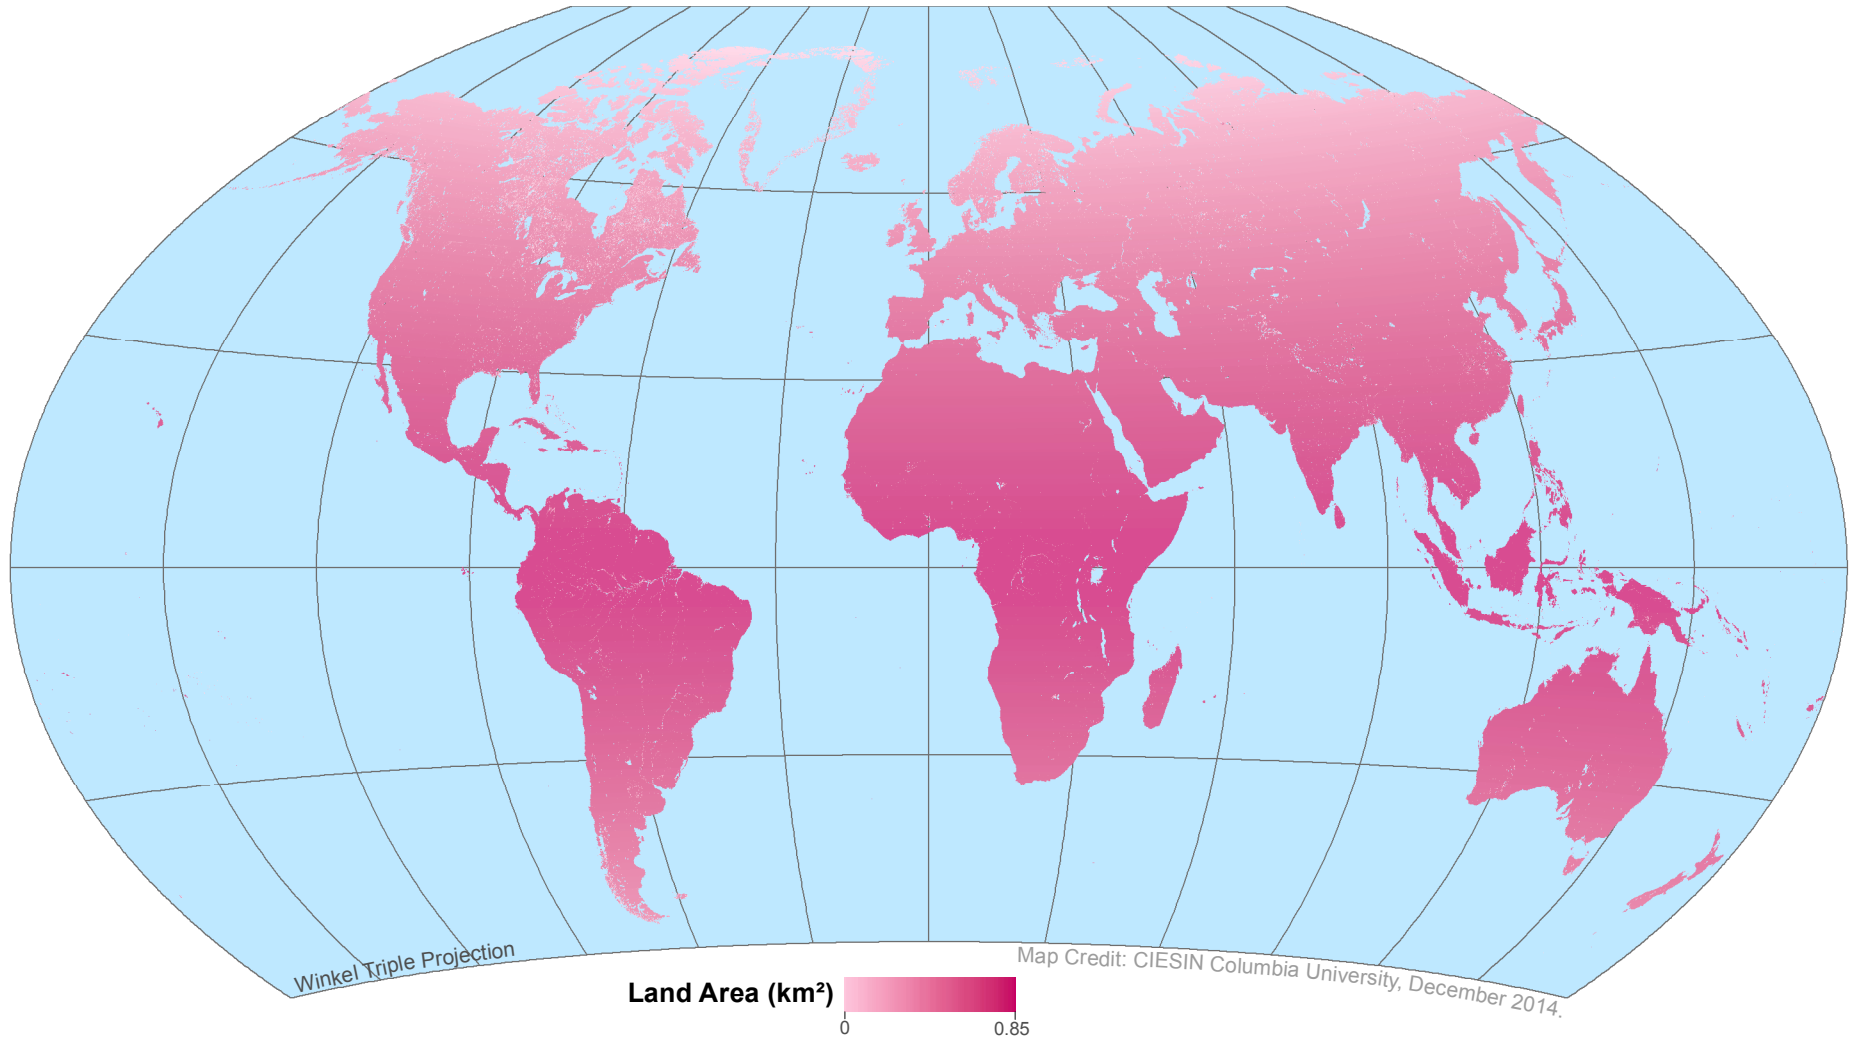 Winkel Triple Projection
Map Credit: CIESIN Columbia University, December 2014.
Land Area (km²)
0
0.85